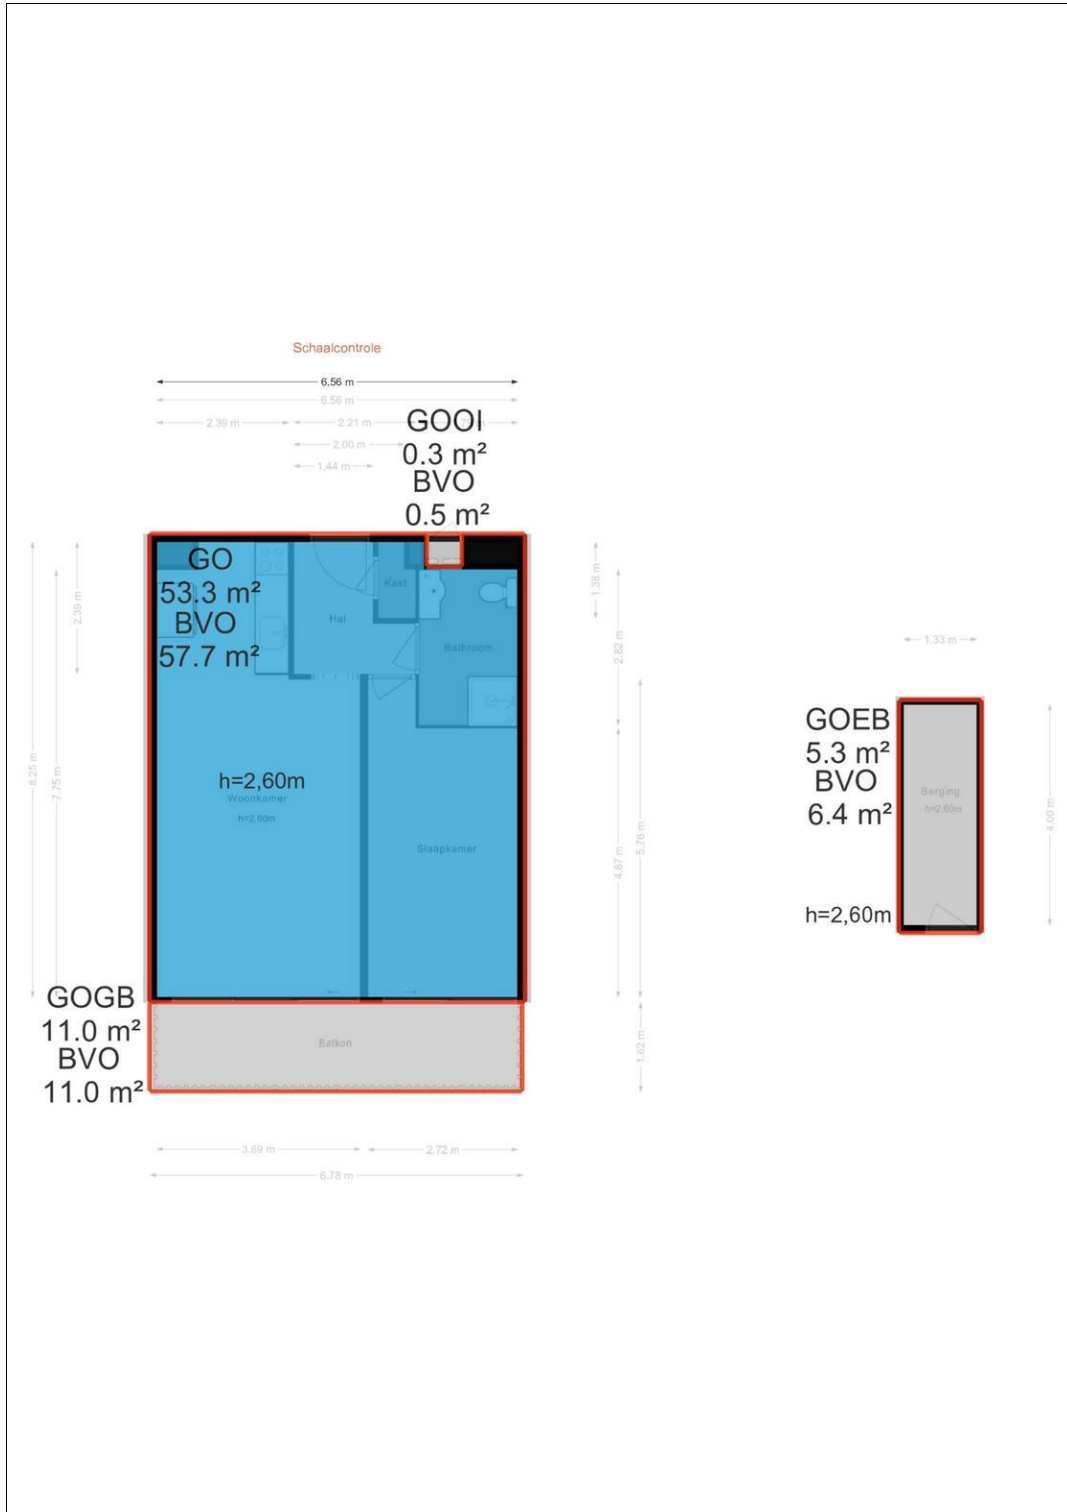 Schaalcontrole
6.56 m
6.56 m
2.39 m
2.21 m
2.00 m
1.44 m
GOOI
0.3 m²
BVO
0.5 m²
GO
53.3 m²
BVO
57.7 m²
Kast
Hal
Bathroom
h=2,60m
Woonkamer
h=2,60m
Slaapkamer
8.25 m
7.75 m
2.39 m
1.38 m
2.82 m
4.87 m
5.76 m
1.62 m
GOGB
11.0 m²
BVO
11.0 m²
Balkon
3.69 m
2.72 m
6.78 m
1.33 m
GOEB
5.3 m²
BVO
6.4 m²
Berging
h=2,60m
h=2,60m
4.00 m